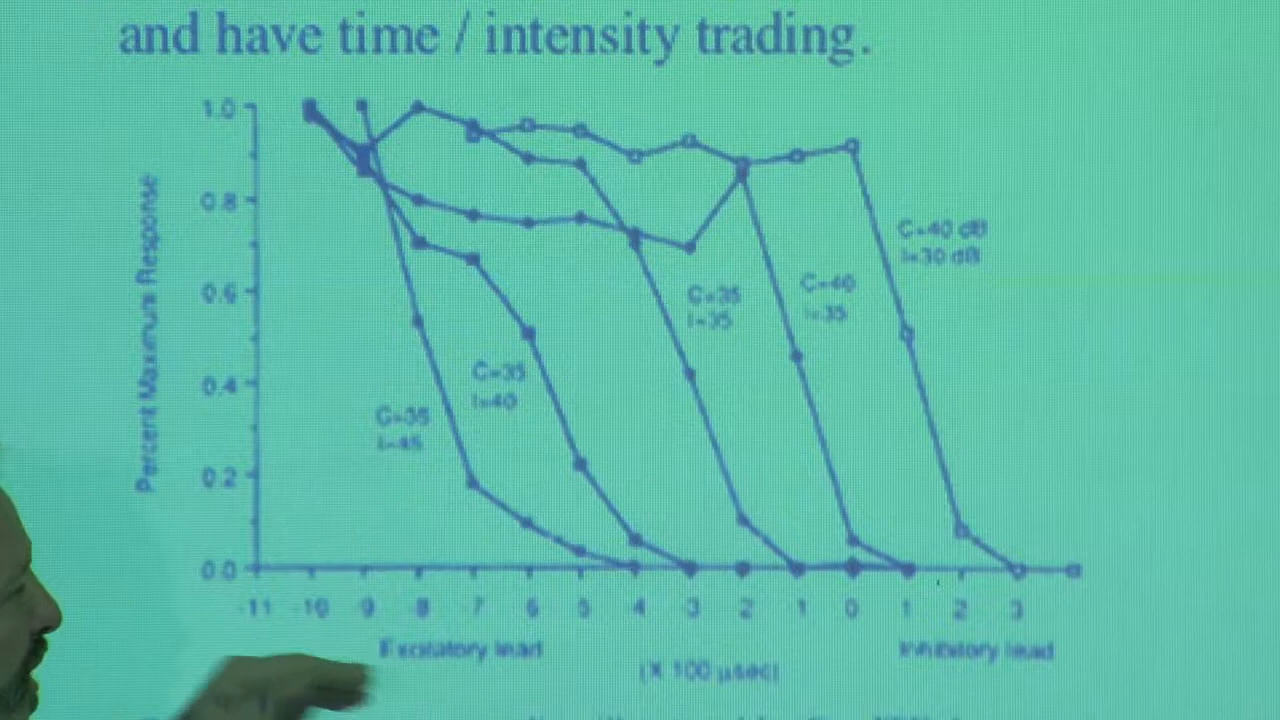 and have time / intensity trading.
Percent Maximum Response
1.0
0.8
0.6
0.4
0.2
0.0
C=40 dB
I=30 dB
C=40
I=35
C=35
I=35
C=35
I=40
C=35
I=45
-11 -10 9 8 7 6 5 4 3 2 1 0 1 2 3
Excitatory lead
Inhibitory lead
(X 100 µsec)